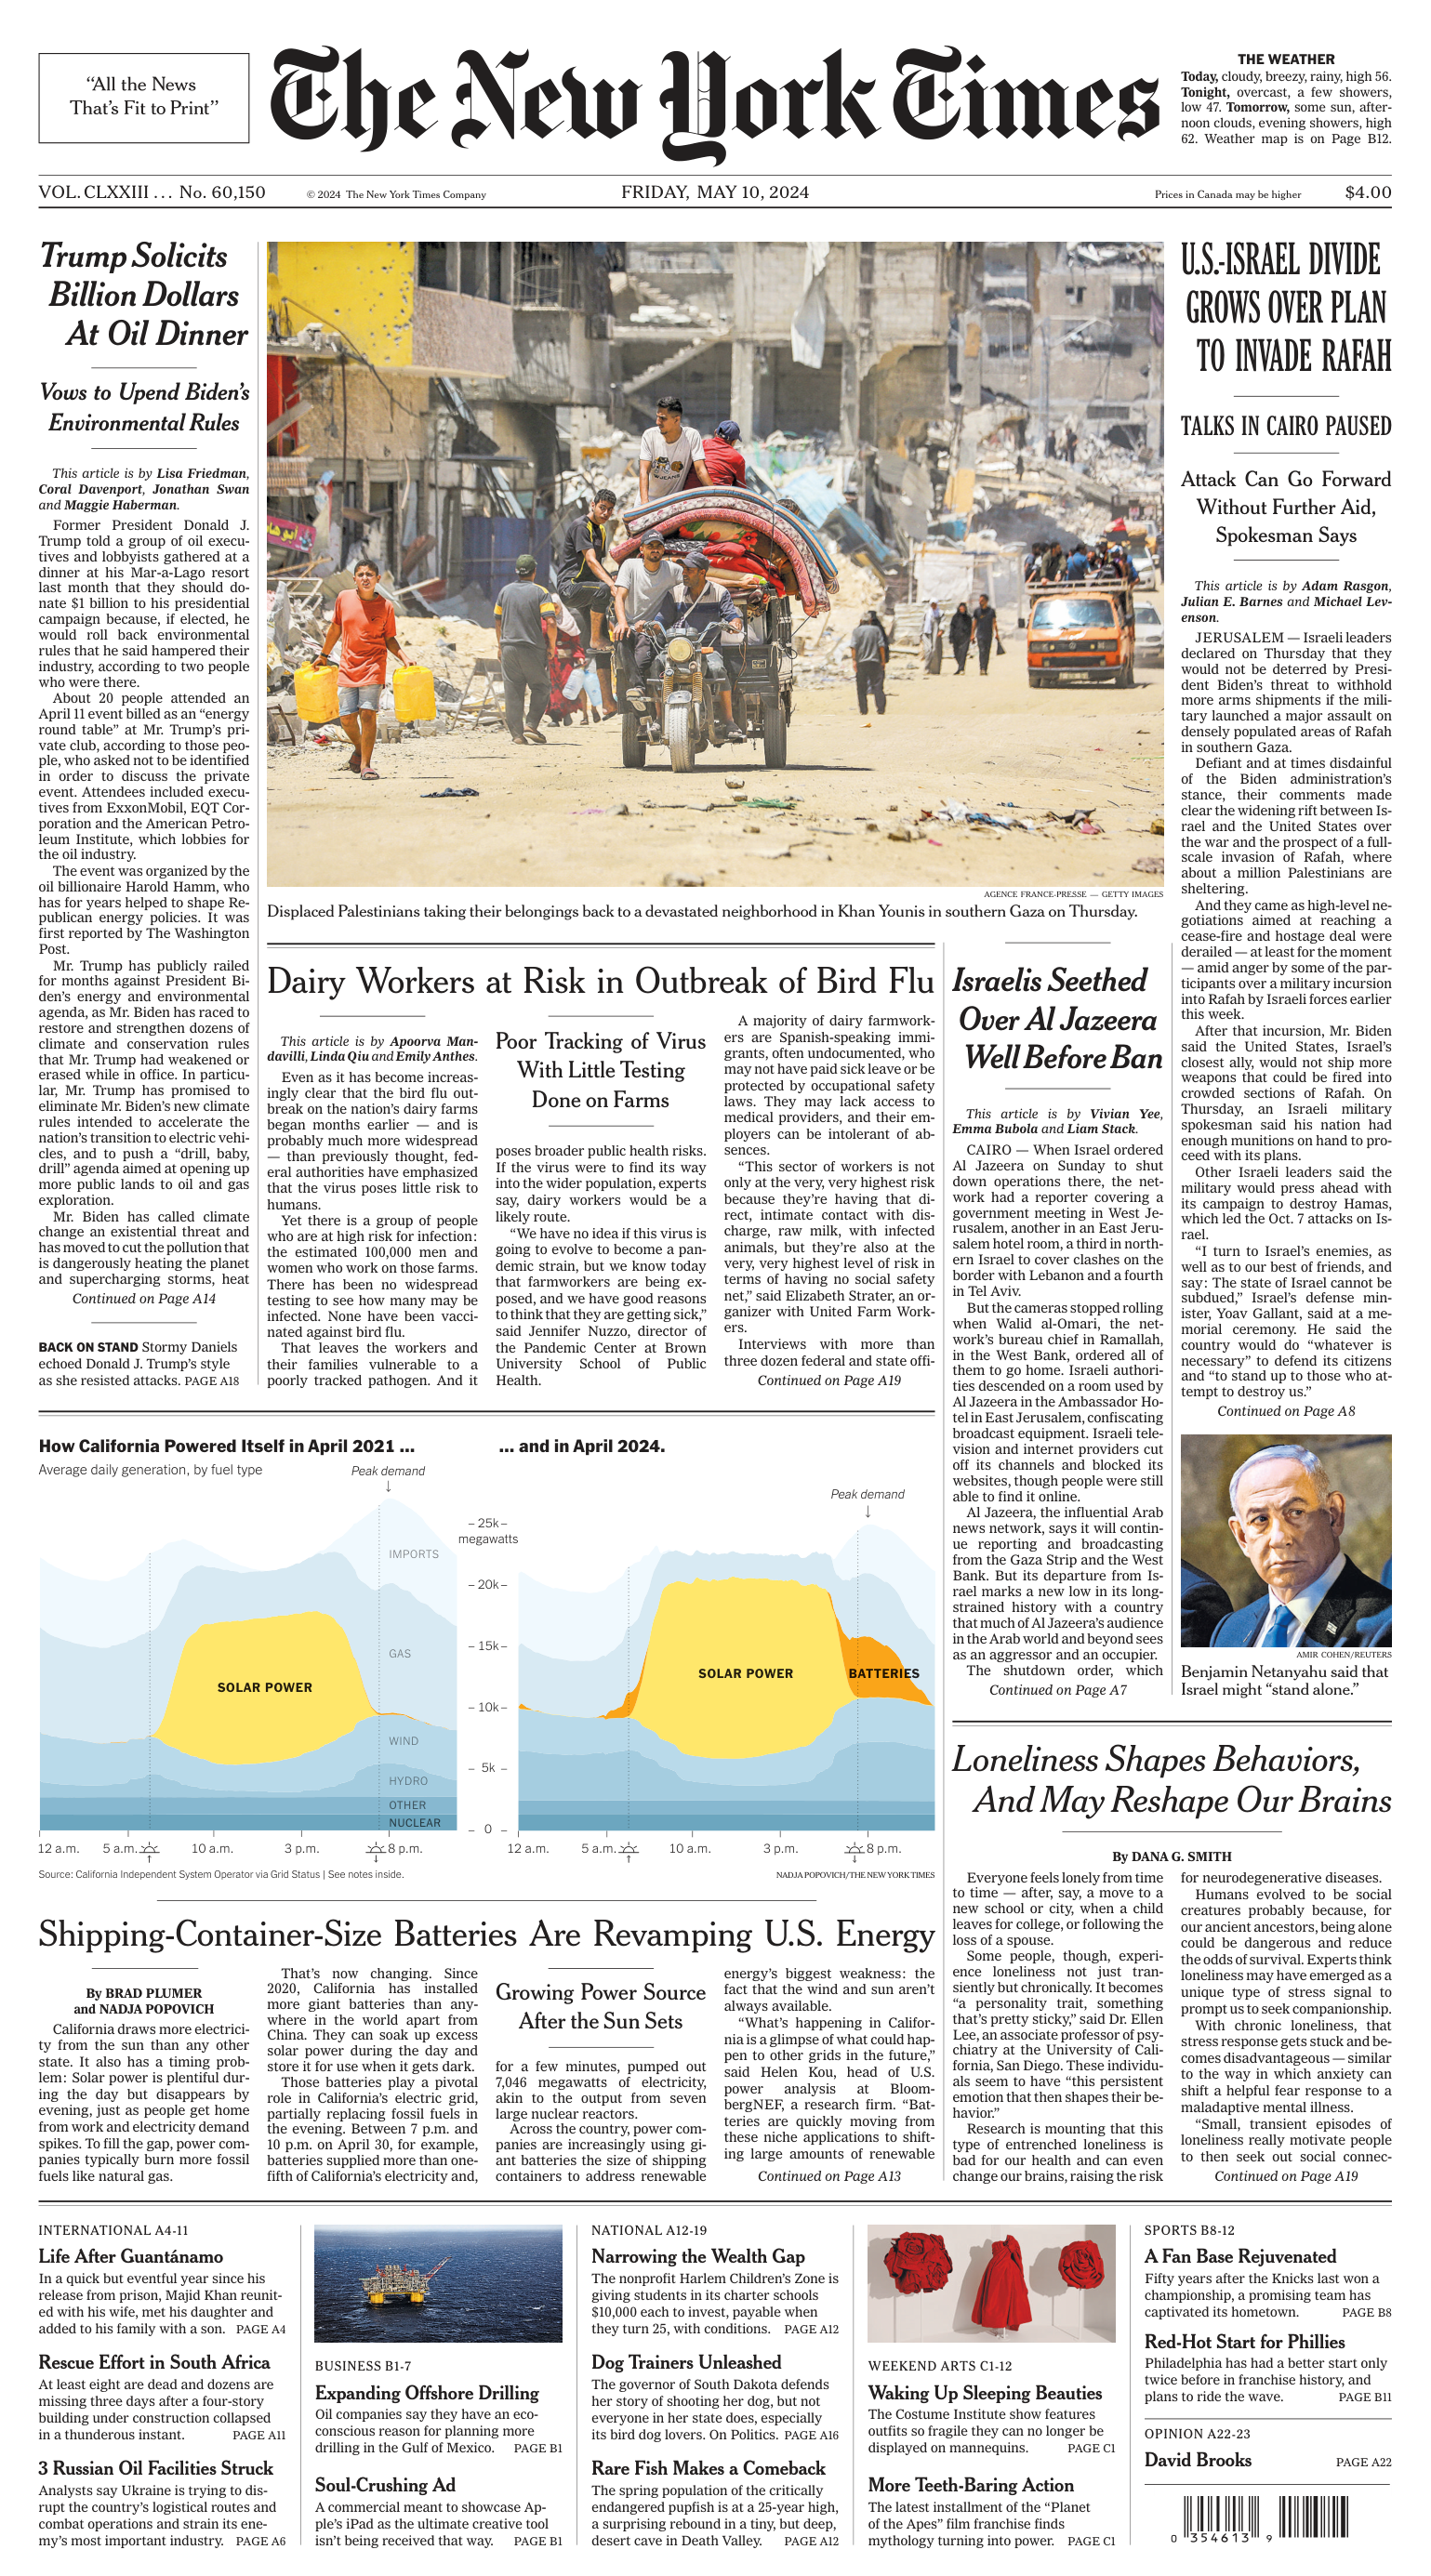 “All the News
That’s Fit to Print”
The New York Times
THE WEATHER
Today, cloudy, breezy, rainy, high 56.
Tonight, overcast, a few showers,
low 47. Tomorrow, some sun, after-
noon clouds, evening showers, high
62. Weather map is on Page B12.
VOL. CLXXIII . . . No. 60,150
© 2024 The New York Times Company
FRIDAY, MAY 10, 2024
Prices in Canada may be higher
$4.00
Trump Solicits
Billion Dollars
At Oil Dinner
Vows to Upend Biden’s
Environmental Rules
This article is by Lisa Friedman,
Coral Davenport, Jonathan Swan
and Maggie Haberman.
Former President Donald J.
Trump told a group of oil execu-
tives and lobbyists gathered at a
dinner at his Mar-a-Lago resort
last month that they should do-
nate $1 billion to his presidential
campaign because, if elected, he
would roll back environmental
rules that he said hampered their
industry, according to two people
who were there.
About 20 people attended an
April 11 event billed as an “energy
round table” at Mr. Trump’s pri-
vate club, according to those peo-
ple, who asked not to be identified
in order to discuss the private
event. Attendees included execu-
tives from ExxonMobil, EQT Cor-
poration and the American Petro-
leum Institute, which lobbies for
the oil industry.
The event was organized by the
oil billionaire Harold Hamm, who
has for years helped to shape Re-
publican energy policies. It was
first reported by The Washington
Post.
Mr. Trump has publicly railed
for months against President Bi-
den’s energy and environmental
agenda, as Mr. Biden has raced to
restore and strengthen dozens of
climate and conservation rules
that Mr. Trump had weakened or
erased while in office. In particu-
lar, Mr. Trump has promised to
eliminate Mr. Biden’s new climate
rules intended to accelerate the
nation’s transition to electric vehi-
cles, and to push a “drill, baby,
drill” agenda aimed at opening up
more public lands to oil and gas
exploration.
Mr. Biden has called climate
change an existential threat and
has moved to cut the pollution that
is dangerously heating the planet
and supercharging storms, heat
Continued on Page A14
BACK ON STAND Stormy Daniels
echoed Donald J. Trump’s style
as she resisted attacks. PAGE A18
AGENCE FRANCE-PRESSE — GETTY IMAGES
Displaced Palestinians taking their belongings back to a devastated neighborhood in Khan Younis in southern Gaza on Thursday.
U.S.-ISRAEL DIVIDE
GROWS OVER PLAN
TO INVADE RAFAH
TALKS IN CAIRO PAUSED
Attack Can Go Forward
Without Further Aid,
Spokesman Says
This article is by Adam Rasgon,
Julian E. Barnes and Michael Lev-
enson.
JERUSALEM — Israeli leaders
declared on Thursday that they
would not be deterred by Presi-
dent Biden’s threat to withhold
more arms shipments if the mili-
tary launched a major assault on
densely populated areas of Rafah
in southern Gaza.
Defiant and at times disdainful
of the Biden administration’s
stance, their comments made
clear the widening rift between Is-
rael and the United States over
the war and the prospect of a full-
scale invasion of Rafah, where
about a million Palestinians are
sheltering.
And they came as high-level ne-
gotiations aimed at reaching a
cease-fire and hostage deal were
derailed — at least for the moment
— amid anger by some of the par-
ticipants over a military incursion
into Rafah by Israeli forces earlier
this week.
After that incursion, Mr. Biden
said the United States, Israel’s
closest ally, would not ship more
weapons that could be fired into
crowded sections of Rafah. On
Thursday, an Israeli military
spokesman said his nation had
enough munitions on hand to pro-
ceed with its plans.
Other Israeli leaders said the
military would press ahead with
its campaign to destroy Hamas,
which led the Oct. 7 attacks on Is-
rael.
“I turn to Israel’s enemies, as
well as to our best of friends, and
say: The state of Israel cannot be
subdued,” Israel’s defense min-
ister, Yoav Gallant, said at a me-
morial ceremony. He said the
country would do “whatever is
necessary” to defend its citizens
and “to stand up to those who at-
tempt to destroy us.”
Continued on Page A8
AMIR COHEN/REUTERS
Benjamin Netanyahu said that
Israel might “stand alone.”
Dairy Workers at Risk in Outbreak of Bird Flu
This article is by Apoorva Man-
davilli, Linda Qiu and Emily Anthes.
Even as it has become increas-
ingly clear that the bird flu out-
break on the nation’s dairy farms
began months earlier — and is
probably much more widespread
— than previously thought, fed-
eral authorities have emphasized
that the virus poses little risk to
humans.
Yet there is a group of people
who are at high risk for infection:
the estimated 100,000 men and
women who work on those farms.
There has been no widespread
testing to see how many may be
infected. None have been vacci-
nated against bird flu.
That leaves the workers and
their families vulnerable to a
poorly tracked pathogen. And it
Poor Tracking of Virus
With Little Testing
Done on Farms
poses broader public health risks.
If the virus were to find its way
into the wider population, experts
say, dairy workers would be a
likely route.
“We have no idea if this virus is
going to evolve to become a pan-
demic strain, but we know today
that farmworkers are being ex-
posed, and we have good reasons
to think that they are getting sick,”
said Jennifer Nuzzo, director of
the Pandemic Center at Brown
University School of Public
Health.
A majority of dairy farmwork-
ers are Spanish-speaking immi-
grants, often undocumented, who
may not have paid sick leave or be
protected by occupational safety
laws. They may lack access to
medical providers, and their em-
ployers can be intolerant of ab-
sences.
“This sector of workers is not
only at the very, very highest risk
because they’re having that di-
rect, intimate contact with dis-
charge, raw milk, with infected
animals, but they’re also at the
very, very highest level of risk in
terms of having no social safety
net,” said Elizabeth Strater, an or-
ganizer with United Farm Work-
ers.
Interviews with more than
three dozen federal and state offi-
Continued on Page A19
Israelis Seethed
Over Al Jazeera
Well Before Ban
This article is by Vivian Yee,
Emma Bubola and Liam Stack.
CAIRO — When Israel ordered
Al Jazeera on Sunday to shut
down operations there, the net-
work had a reporter covering a
government meeting in West Je-
rusalem, another in an East Jeru-
salem hotel room, a third in north-
ern Israel to cover clashes on the
border with Lebanon and a fourth
in Tel Aviv.
But the cameras stopped rolling
when Walid al-Omari, the net-
work’s bureau chief in Ramallah,
in the West Bank, ordered all of
them to go home. Israeli authori-
ties descended on a room used by
Al Jazeera in the Ambassador Ho-
tel in East Jerusalem, confiscating
broadcast equipment. Israeli tele-
vision and internet providers cut
off its channels and blocked its
websites, though people were still
able to find it online.
Al Jazeera, the influential Arab
news network, says it will contin-
ue reporting and broadcasting
from the Gaza Strip and the West
Bank. But its departure from Is-
rael marks a new low in its long-
strained history with a country
that much of Al Jazeera’s audience
in the Arab world and beyond sees
as an aggressor and an occupier.
The shutdown order, which
Continued on Page A7
How California Powered Itself in April 2021 ...
... and in April 2024.
Average daily generation, by fuel type
Peak demand
Peak demand
– 25k –
megawatts
– 20k –
– 15k –
– 10k –
– 5k –
– 0 –
IMPORTS
GAS
SOLAR POWER
WIND
HYDRO
OTHER
NUCLEAR
SOLAR POWER
BATTERIES
12 a.m. 5 a.m. 10 a.m. 3 p.m. 8 p.m.
12 a.m. 5 a.m. 10 a.m. 3 p.m. 8 p.m.
Source: California Independent System Operator via Grid Status | See notes inside.
NADJA POPOVICH/THE NEW YORK TIMES
Shipping-Container-Size Batteries Are Revamping U.S. Energy
By BRAD PLUMER
and NADJA POPOVICH
California draws more electrici-
ty from the sun than any other
state. It also has a timing prob-
lem: Solar power is plentiful dur-
ing the day but disappears by
evening, just as people get home
from work and electricity demand
spikes. To fill the gap, power com-
panies typically burn more fossil
fuels like natural gas.
That’s now changing. Since
2020, California has installed
more giant batteries than any-
where in the world apart from
China. They can soak up excess
solar power during the day and
store it for use when it gets dark.
Those batteries play a pivotal
role in California’s electric grid,
partially replacing fossil fuels in
the evening. Between 7 p.m. and
10 p.m. on April 30, for example,
batteries supplied more than one-
fifth of California’s electricity and,
Growing Power Source
After the Sun Sets
for a few minutes, pumped out
7,046 megawatts of electricity,
akin to the output from seven
large nuclear reactors.
Across the country, power com-
panies are increasingly using gi-
ant batteries the size of shipping
containers to address renewable
energy’s biggest weakness: the
fact that the wind and sun aren’t
always available.
“What’s happening in Califor-
nia is a glimpse of what could hap-
pen to other grids in the future,”
said Helen Kou, head of U.S.
power analysis at Bloom-
bergNEF, a research firm. “Bat-
teries are quickly moving from
these niche applications to shift-
ing large amounts of renewable
Continued on Page A13
Loneliness Shapes Behaviors,
And May Reshape Our Brains
By DANA G. SMITH
Everyone feels lonely from time
to time — after, say, a move to a
new school or city, when a child
leaves for college, or following the
loss of a spouse.
Some people, though, experi-
ence loneliness not just tran-
siently but chronically. It becomes
“a personality trait, something
that’s pretty sticky,” said Dr. Ellen
Lee, an associate professor of psy-
chiatry at the University of Cali-
fornia, San Diego. These individu-
als seem to have “this persistent
emotion that then shapes their be-
havior.”
Research is mounting that this
type of entrenched loneliness is
bad for our health and can even
change our brains, raising the risk
for neurodegenerative diseases.
Humans evolved to be social
creatures probably because, for
our ancient ancestors, being alone
could be dangerous and reduce
the odds of survival. Experts think
loneliness may have emerged as a
unique type of stress signal to
prompt us to seek companionship.
With chronic loneliness, that
stress response gets stuck and be-
comes disadvantageous — similar
to the way in which anxiety can
shift a helpful fear response to a
maladaptive mental illness.
“Small, transient episodes of
loneliness really motivate people
to then seek out social connec-
Continued on Page A19
INTERNATIONAL A4-11
Life After Guantánamo
In a quick but eventful year since his
release from prison, Majid Khan reunit-
ed with his wife, met his daughter and
added to his family with a son. PAGE A4
Rescue Effort in South Africa
At least eight are dead and dozens are
missing three days after a four-story
building under construction collapsed
in a thunderous instant. PAGE A11
3 Russian Oil Facilities Struck
Analysts say Ukraine is trying to dis-
rupt the country’s logistical routes and
combat operations and strain its ene-
my’s most important industry. PAGE A6
BUSINESS B1-7
Expanding Offshore Drilling
Oil companies say they have an eco-
conscious reason for planning more
drilling in the Gulf of Mexico. PAGE B1
Soul-Crushing Ad
A commercial meant to showcase Ap-
ple’s iPad as the ultimate creative tool
isn’t being received that way. PAGE B1
NATIONAL A12-19
Narrowing the Wealth Gap
The nonprofit Harlem Children’s Zone is
giving students in its charter schools
$10,000 each to invest, payable when
they turn 25, with conditions. PAGE A12
Dog Trainers Unleashed
The governor of South Dakota defends
her story of shooting her dog, but not
everyone in her state does, especially
its bird dog lovers. On Politics. PAGE A16
Rare Fish Makes a Comeback
The spring population of the critically
endangered pupfish is at a 25-year high,
a surprising rebound in a tiny, but deep,
desert cave in Death Valley. PAGE A12
WEEKEND ARTS C1-12
Waking Up Sleeping Beauties
The Costume Institute show features
outfits so fragile they can no longer be
displayed on mannequins. PAGE C1
More Teeth-Baring Action
The latest installment of the “Planet
of the Apes” film franchise finds
mythology turning into power. PAGE C1
SPORTS B8-12
A Fan Base Rejuvenated
Fifty years after the Knicks last won a
championship, a promising team has
captivated its hometown. PAGE B8
Red-Hot Start for Phillies
Philadelphia has had a better start only
twice before in franchise history, and
plans to ride the wave. PAGE B11
OPINION A22-23
David Brooks PAGE A22
0 354613 9